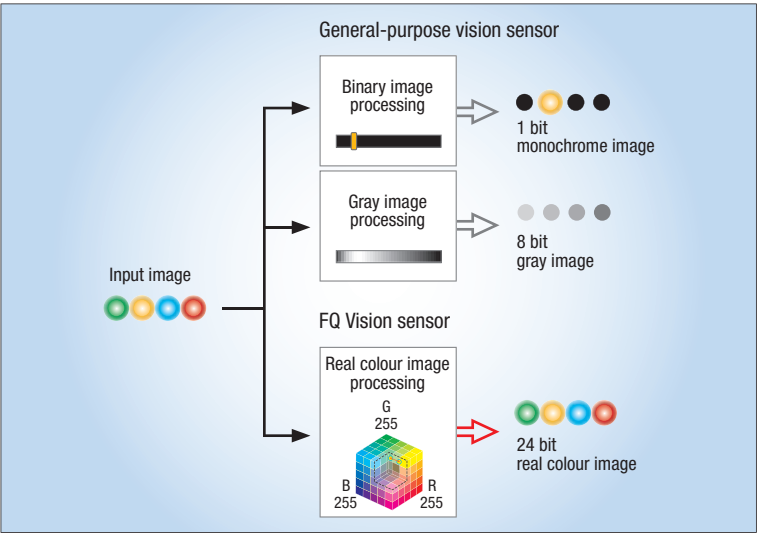 General-purpose vision sensor
Binary image
processing
1 bit
monochrome image
Gray image
processing
8 bit
gray image
Input image
FQ Vision sensor
Real colour image
processing
G
255
B
255
R
255
24 bit
real colour image